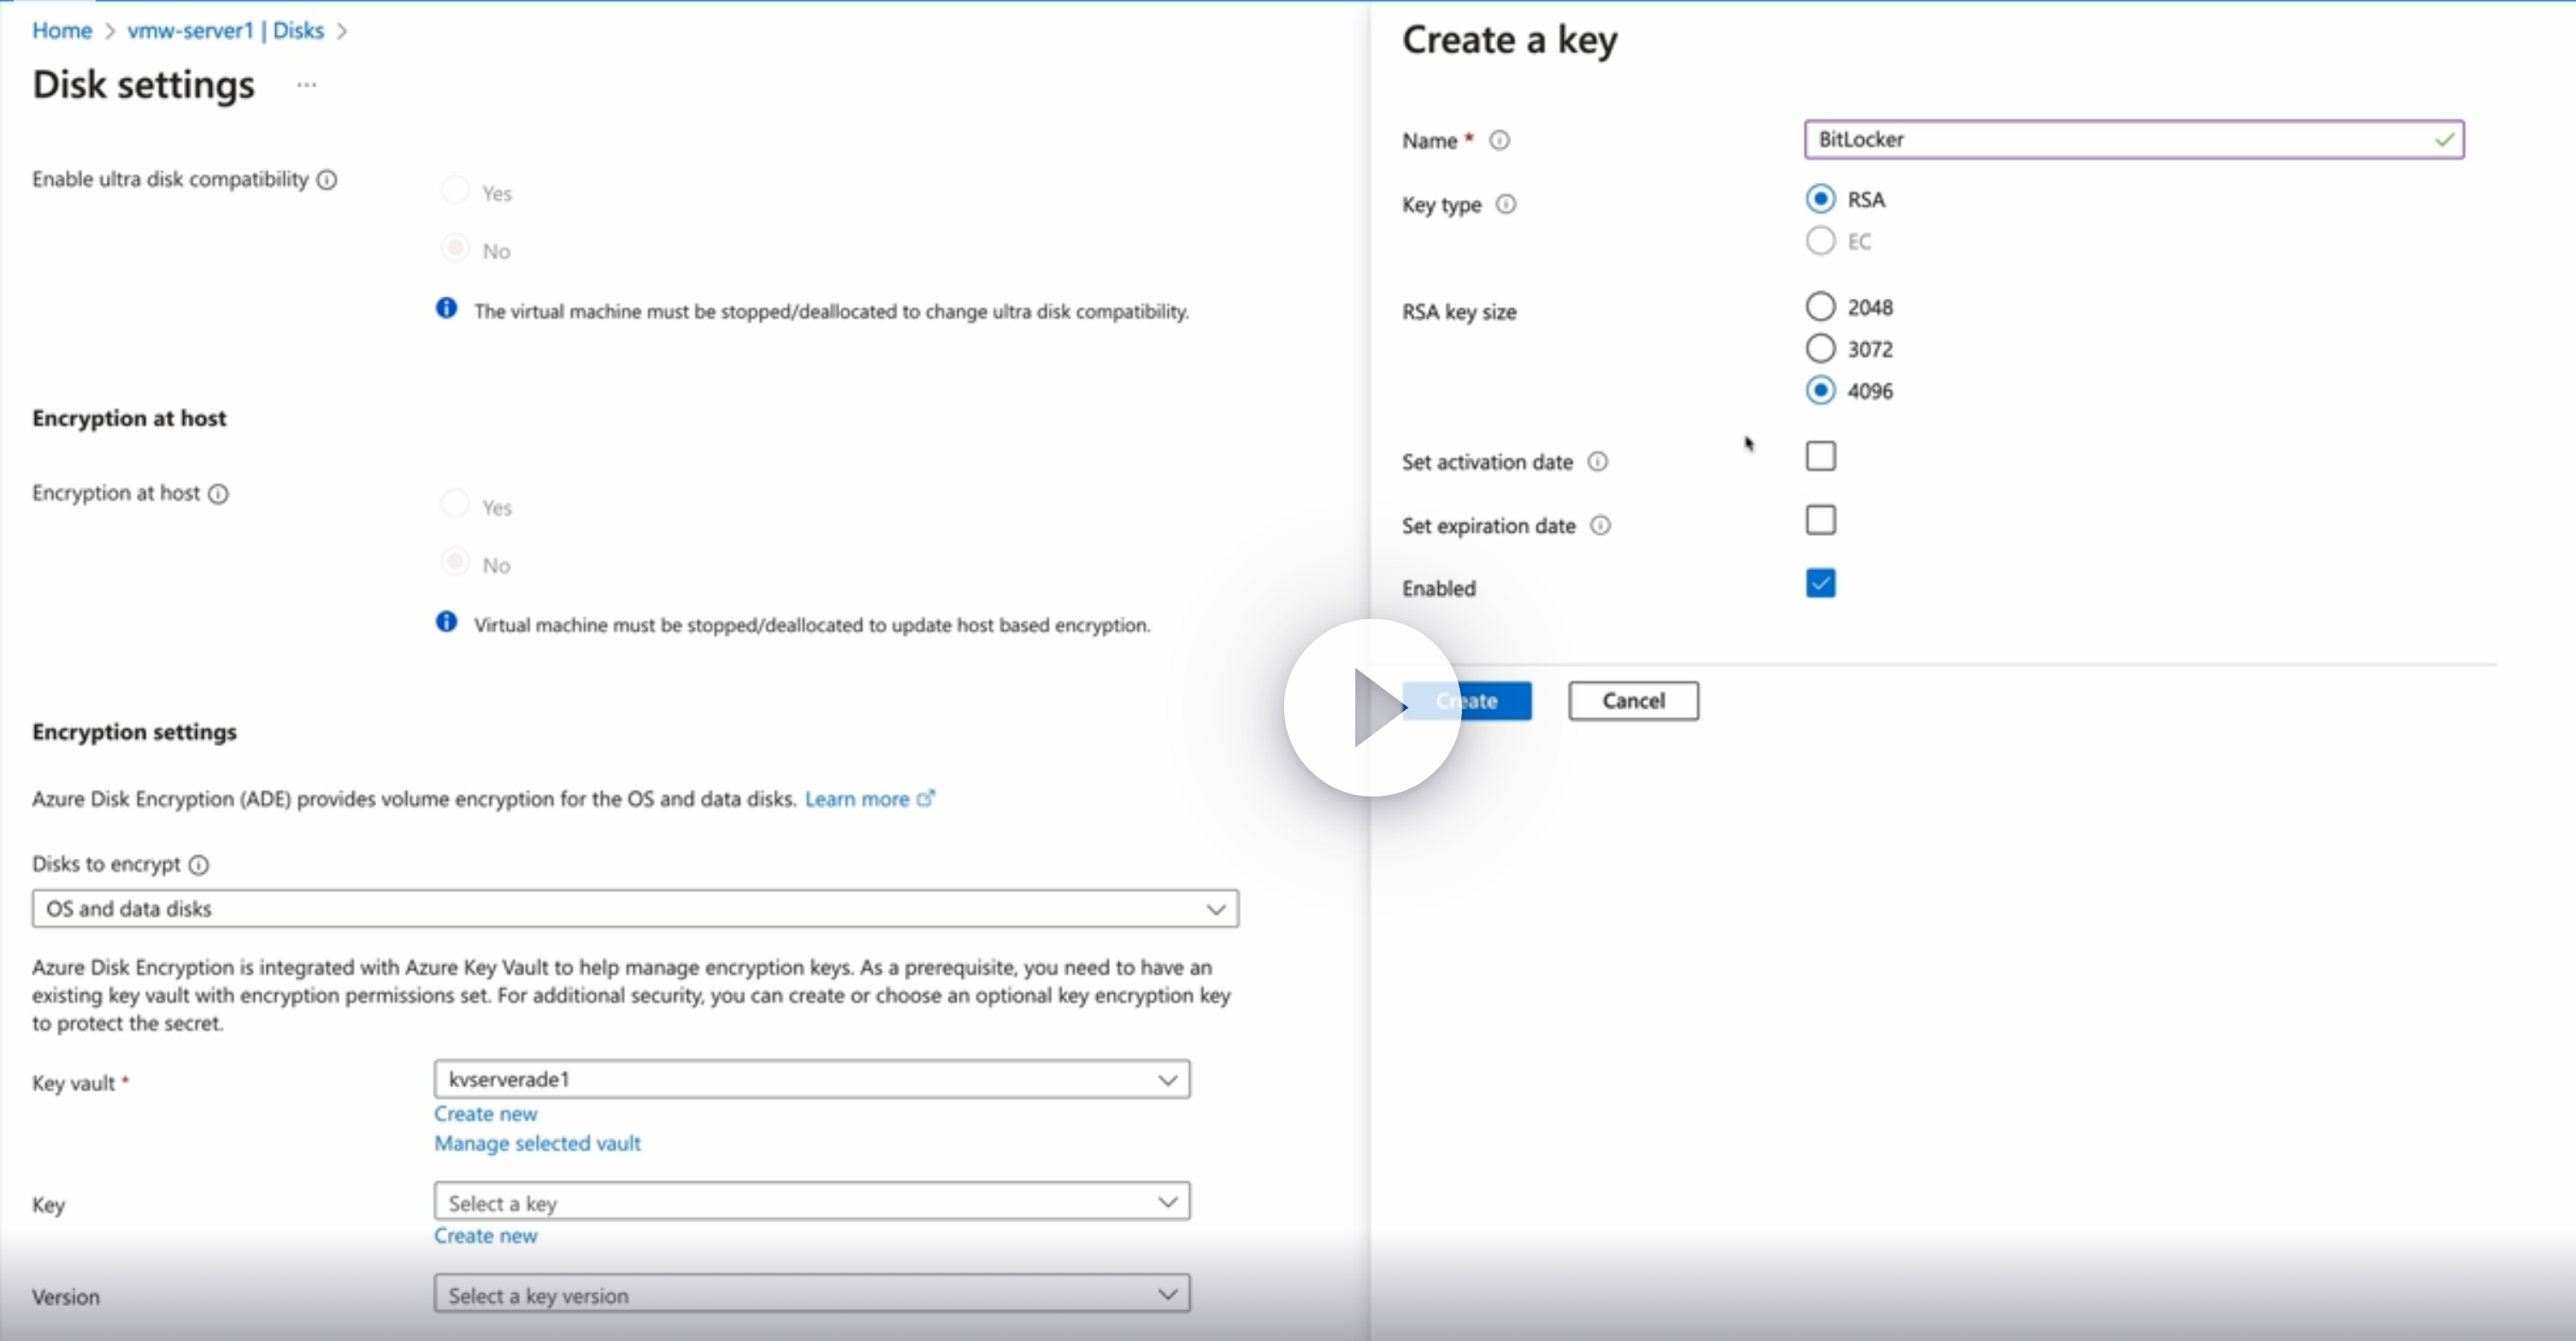 Home > vmw-server1 | Disks >
Disk settings ...
Enable ultra disk compatibility
Yes
No
The virtual machine must be stopped/deallocated to change ultra disk compatibility.
Encryption at host
Encryption at host
Yes
No
Virtual machine must be stopped/deallocated to update host based encryption.
Encryption settings
Azure Disk Encryption (ADE) provides volume encryption for the OS and data disks. Learn more
Disks to encrypt
OS and data disks
Azure Disk Encryption is integrated with Azure Key Vault to help manage encryption keys. As a prerequisite, you need to have an
existing key vault with encryption permissions set. For additional security, you can create or choose an optional key encryption key
to protect the secret.
Key vault *
kvserverade1
Create new
Manage selected vault
Key
Select a key
Create new
Version
Select a key version
Create a key
Name *
BitLocker
Key type
RSA
EC
RSA key size
2048
3072
4096
Set activation date
Set expiration date
Enabled
Create
Cancel